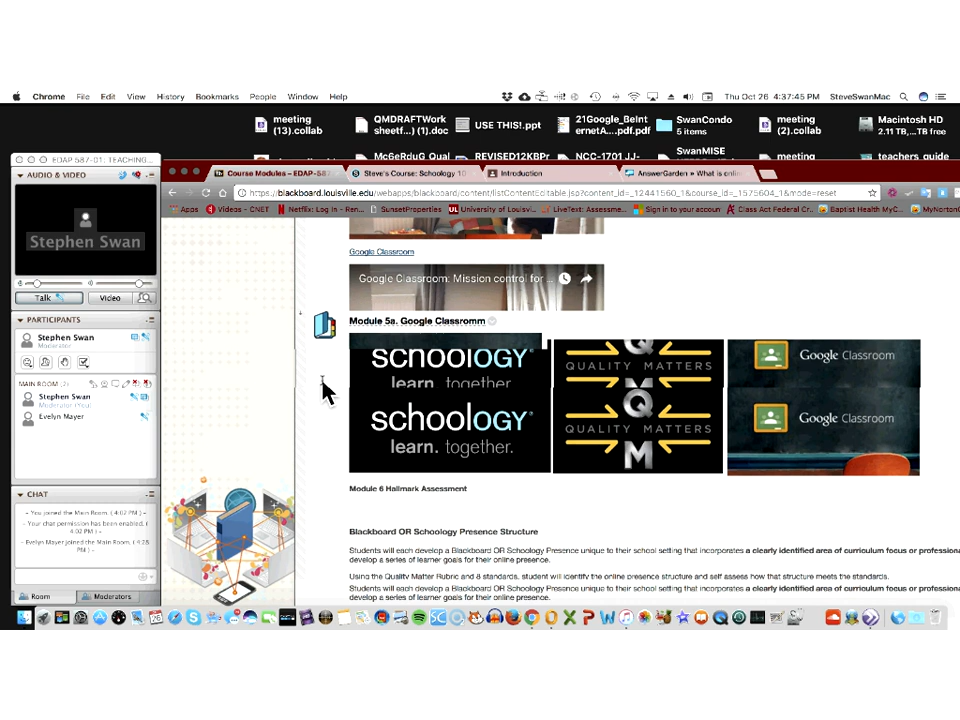 Chrome File Edit View History Bookmarks People Window Help Thu Oct 26 4:37:45 PM SteveSwanMac
meeting (13).collab
QMDRAFTWork sheetf...) (1).doc
USE THIS!.ppt
21Google_BeInt ernetA....pdf.pdf
SwanCondo
5 items
meeting (2).collab
Macintosh HD
2.11 TB,...TB free
McGeRduG_Qual
REVISED12KBPr
NCC-1701 JJ-
meeting
teachers_guide
EDAP 587-01: TEACHING...
Course Modules – EDAP-587-
Steve's Course: Schoology 10
Introduction
AnswerGarden » What is onlin
https://blackboard.louisville.edu/webapps/blackboard/content/listContentEditable.jsp?content_id=_12441560_1&course_id=_1575604_1&mode=reset
Apps Videos - CNET Netflix: Log In - Ren... SunsetProperties University of Louisvi... LiveText: Assessme... Sign in to your accoun Class Act Federal Cr... Baptist Health MyC... MyNorton
AUDIO & VIDEO
Stephen Swan
Talk Video
PARTICIPANTS
Stephen Swan
Moderator
MAIN ROOM (2)
Stephen Swan
Moderator (You)
Evelyn Mayer
CHAT
– You joined the Main Room. ( 4:02 PM ) –
– Your chat permission has been enabled. ( 4:02 PM ) –
– Evelyn Mayer joined the Main Room. ( 4:28 PM ) –
Room Moderators
Google Classroom
Google Classroom: Mission control for ...
Module 5a. Google Classromm
schoology
learn. together.
schoology
learn. together.
QUALITY MATTERS
QUALITY MATTERS
Google Classroom
Google Classroom
Module 6 Hallmark Assessment
Blackboard OR Schoology Presence Structure
Students will each develop a Blackboard OR Schoology Presence unique to their school setting that incorporates a clearly identified area of curriculum focus or professiona
develop a series of learner goals for their online presence.
Using the Quality Matter Rubric and 8 standards, student will identify the online presence structure and self assess how that structure meets the standards.
Students will each develop a Blackboard OR Schoology Presence unique to their school setting that incorporates a clearly identified area of curriculum focus or professiona
develop a series of learner goals for their online presence.